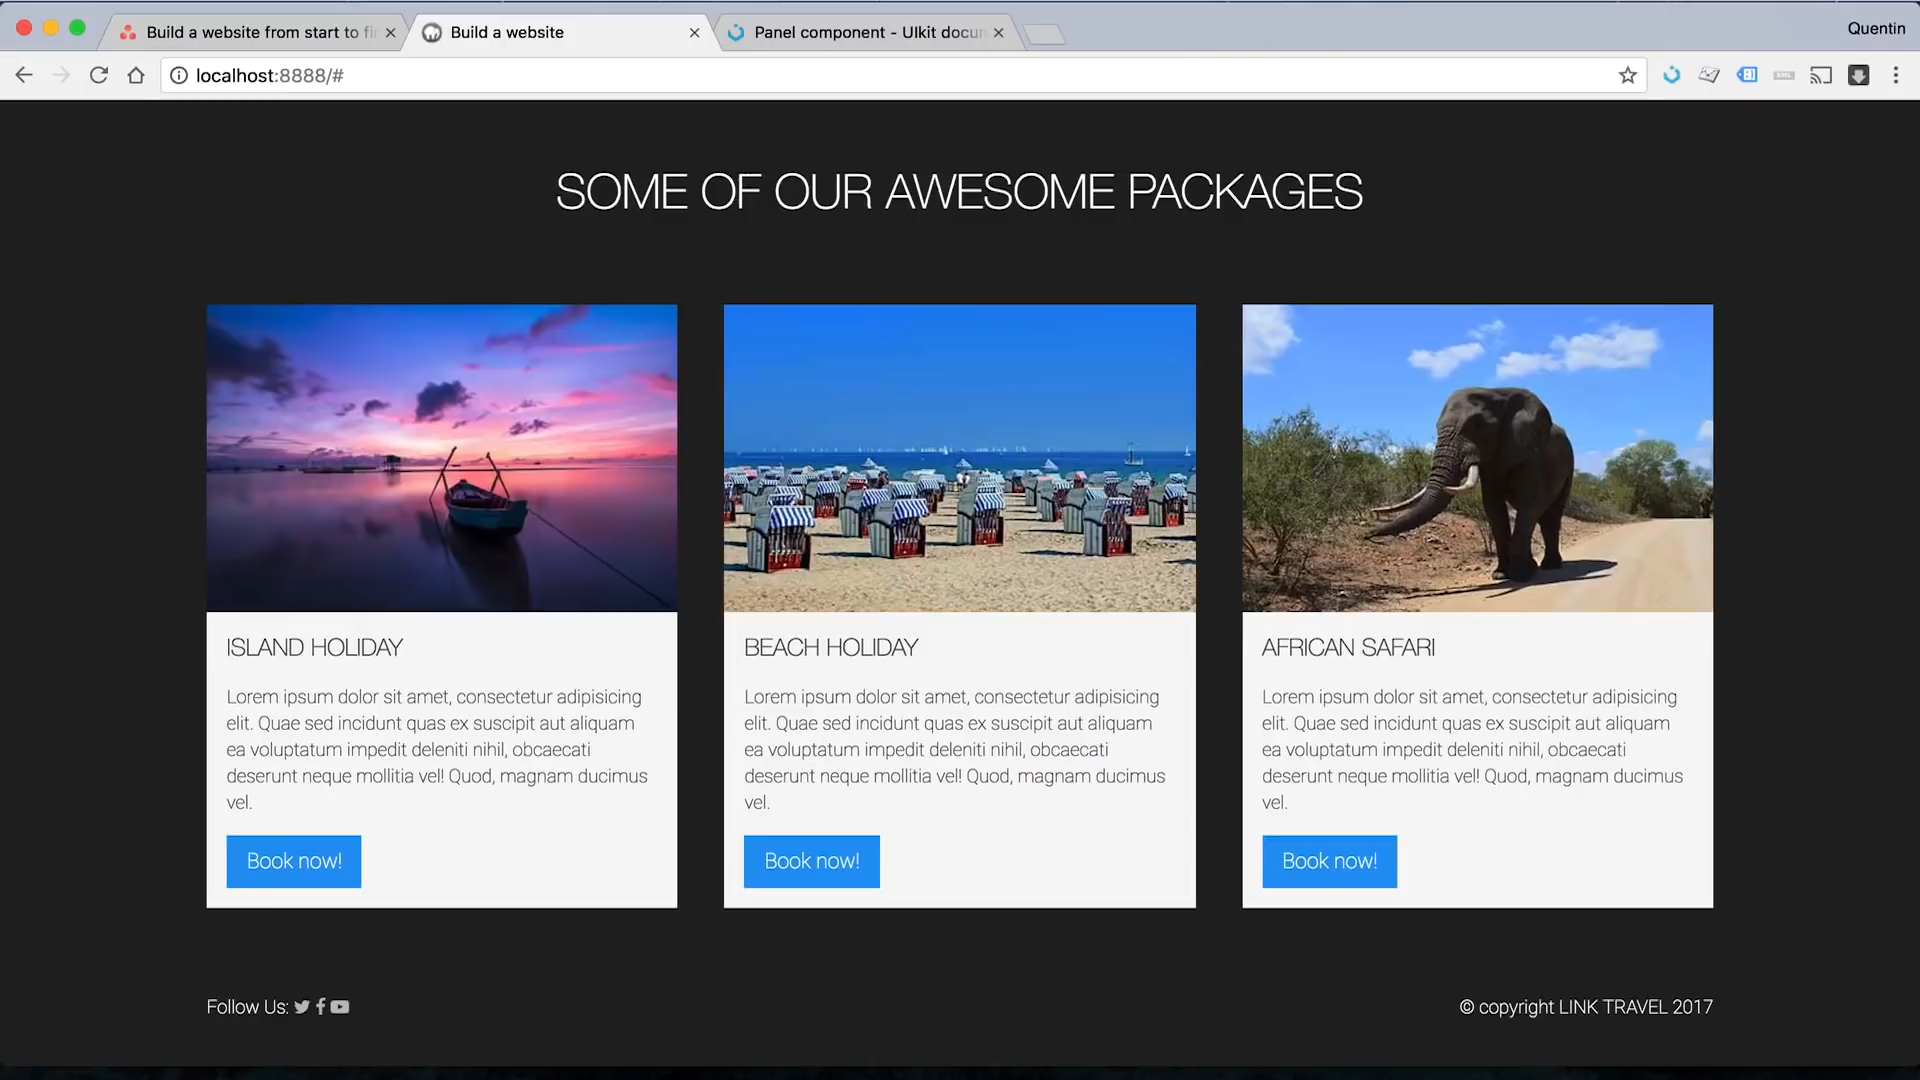 Build a website from start to fi
Build a website
Panel component - UIkit docum
Quentin
localhost:8888/#
SOME OF OUR AWESOME PACKAGES
ISLAND HOLIDAY
Lorem ipsum dolor sit amet, consectetur adipisicing
elit. Quae sed incidunt quas ex suscipit aut aliquam
ea voluptatum impedit deleniti nihil, obcaecati
deserunt neque mollitia vel! Quod, magnam ducimus
vel.
Book now!
BEACH HOLIDAY
Lorem ipsum dolor sit amet, consectetur adipisicing
elit. Quae sed incidunt quas ex suscipit aut aliquam
ea voluptatum impedit deleniti nihil, obcaecati
deserunt neque mollitia vel! Quod, magnam ducimus
vel.
Book now!
AFRICAN SAFARI
Lorem ipsum dolor sit amet, consectetur adipisicing
elit. Quae sed incidunt quas ex suscipit aut aliquam
ea voluptatum impedit deleniti nihil, obcaecati
deserunt neque mollitia vel! Quod, magnam ducimus
vel.
Book now!
Follow Us:
© copyright LINK TRAVEL 2017